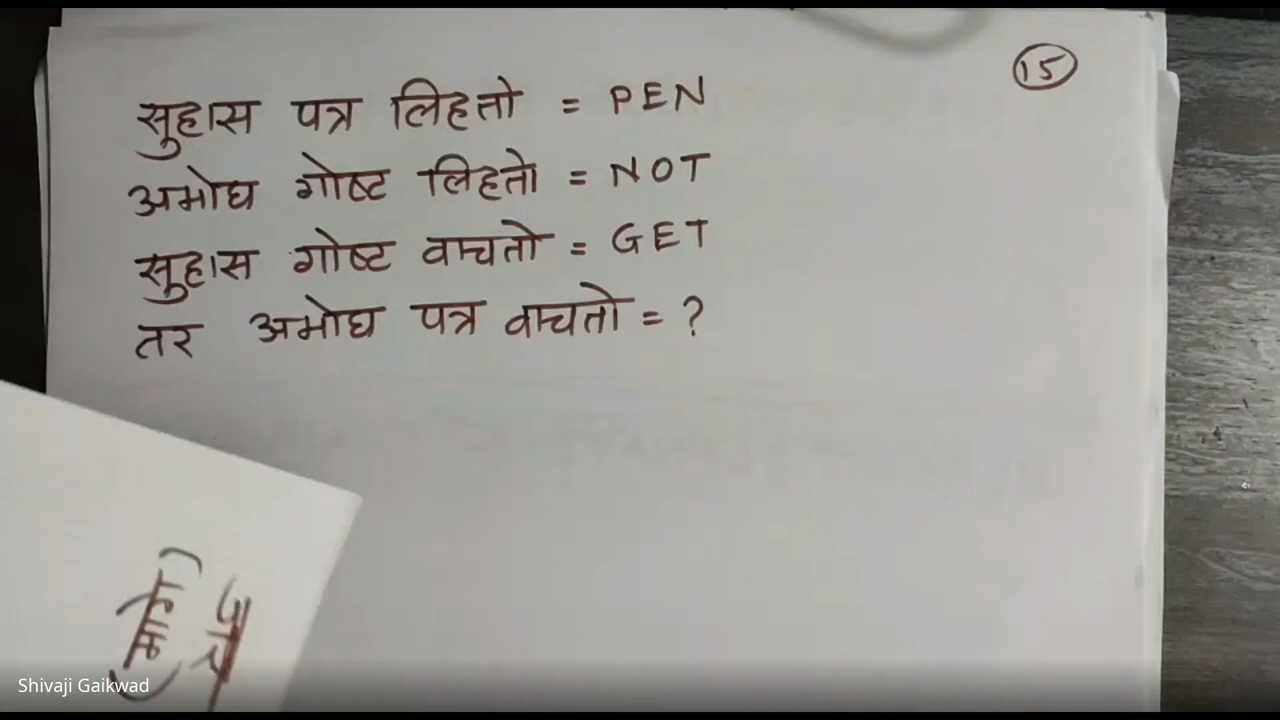 15
सुहास पत्र लिहतो = PEN
अमोघ गोष्ट लिहतो = NOT
सुहास गोष्ट वाचतो = GET
तर अमोघ पत्र वाचतो = ?
Shivaji Gaikwad